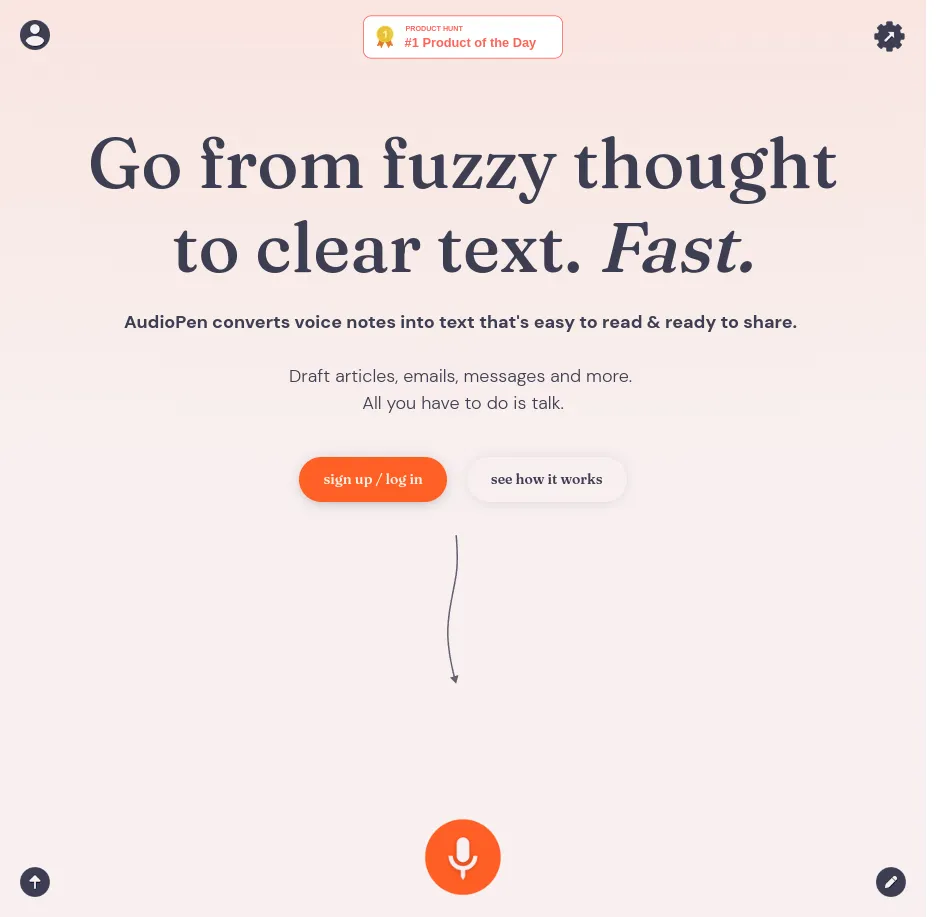 PRODUCT HUNT
#1 Product of the Day
1
Go from fuzzy thought
to clear text. Fast.
AudioPen converts voice notes into text that's easy to read & ready to share.
Draft articles, emails, messages and more.
All you have to do is talk.
sign up / log in
see how it works